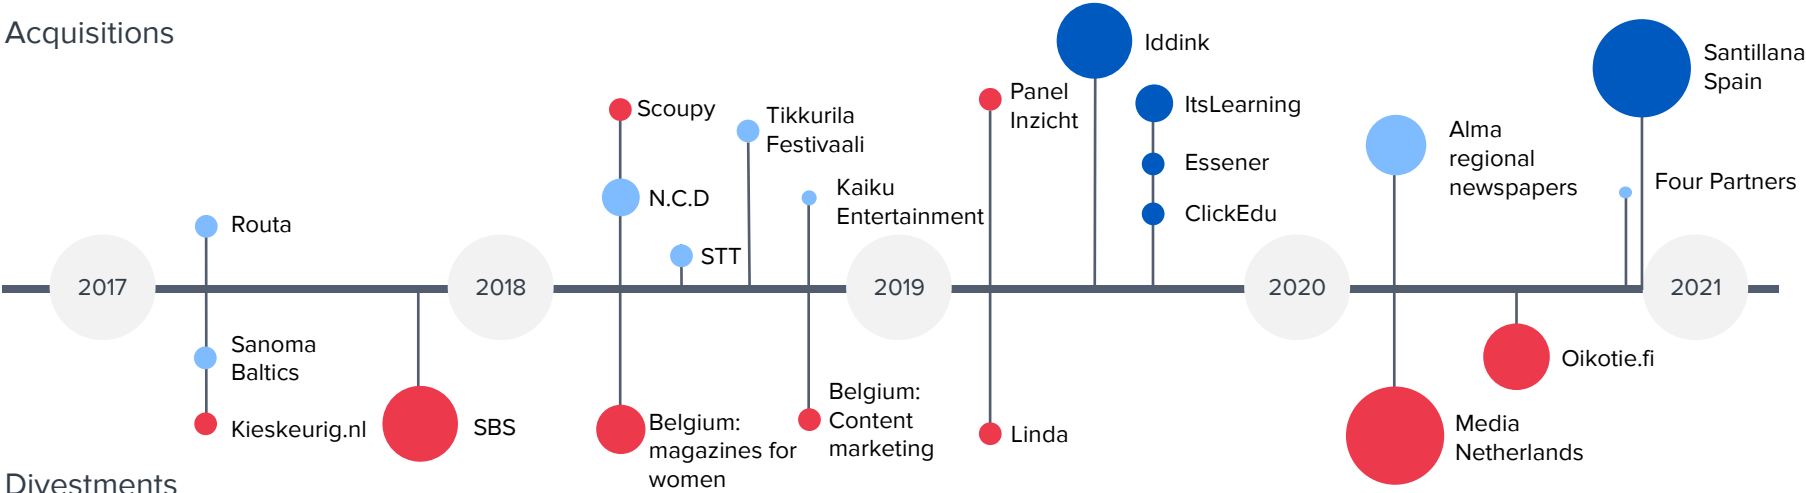 Acquisitions
Iddink
Santillana
Spain
Scoupy
Tikkurila
Festivaali
Panel
Inzicht
ItsLearning
Essener
ClickEdu
Alma
regional
newspapers
Four Partners
Routa
N.C.D
STT
Kaiku
Entertainment
2017
2018
2019
2020
2021
Sanoma
Baltics
Kieskeurig.nl
SBS
Belgium:
magazines for
women
Belgium:
Content
marketing
Linda
Oikotie.fi
Media
Netherlands
Divestments